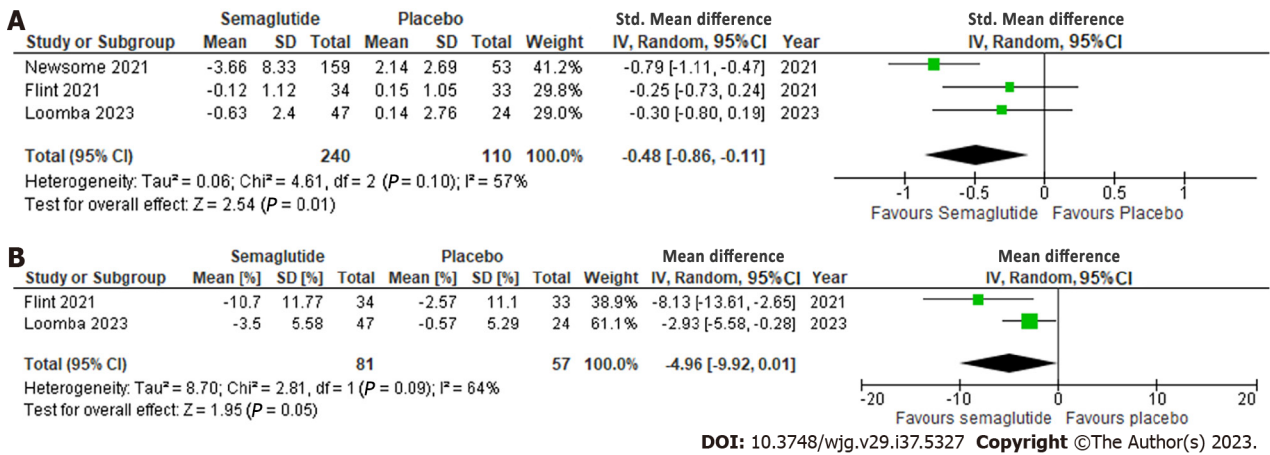 A
Semaglutide Placebo Std. Mean difference Std. Mean difference
Study or Subgroup Mean SD Total Mean SD Total Weight IV, Random, 95%CI Year IV, Random, 95%CI
Newsome 2021 -3.66 8.33 159 2.14 2.69 53 41.2% -0.79 [-1.11, -0.47] 2021
Flint 2021 -0.12 1.12 34 0.15 1.05 33 29.8% -0.25 [-0.73, 0.24] 2021
Loomba 2023 -0.63 2.4 47 0.14 2.76 24 29.0% -0.30 [-0.80, 0.19] 2023
Total (95% CI) 240 110 100.0% -0.48 [-0.86, -0.11]
Heterogeneity: Tau² = 0.06; Chi² = 4.61, df = 2 (P = 0.10); I² = 57%
Test for overall effect: Z = 2.54 (P = 0.01)
-1 -0.5 0 0.5 1
Favours Semaglutide Favours Placebo
B
Semaglutide Placebo Mean difference Mean difference
Study or Subgroup Mean [%] SD [%] Total Mean [%] SD [%] Total Weight IV, Random, 95%CI Year IV, Random, 95%CI
Flint 2021 -10.7 11.77 34 -2.57 11.1 33 38.9% -8.13 [-13.61, -2.65] 2021
Loomba 2023 -3.5 5.58 47 -0.57 5.29 24 61.1% -2.93 [-5.58, -0.28] 2023
Total (95% CI) 81 57 100.0% -4.96 [-9.92, 0.01]
Heterogeneity: Tau² = 8.70; Chi² = 2.81, df = 1 (P = 0.09); I² = 64%
Test for overall effect: Z = 1.95 (P = 0.05)
-20 -10 0 10 20
Favours semaglutide Favours placebo
DOI: 10.3748/wjg.v29.i37.5327 Copyright ©The Author(s) 2023.